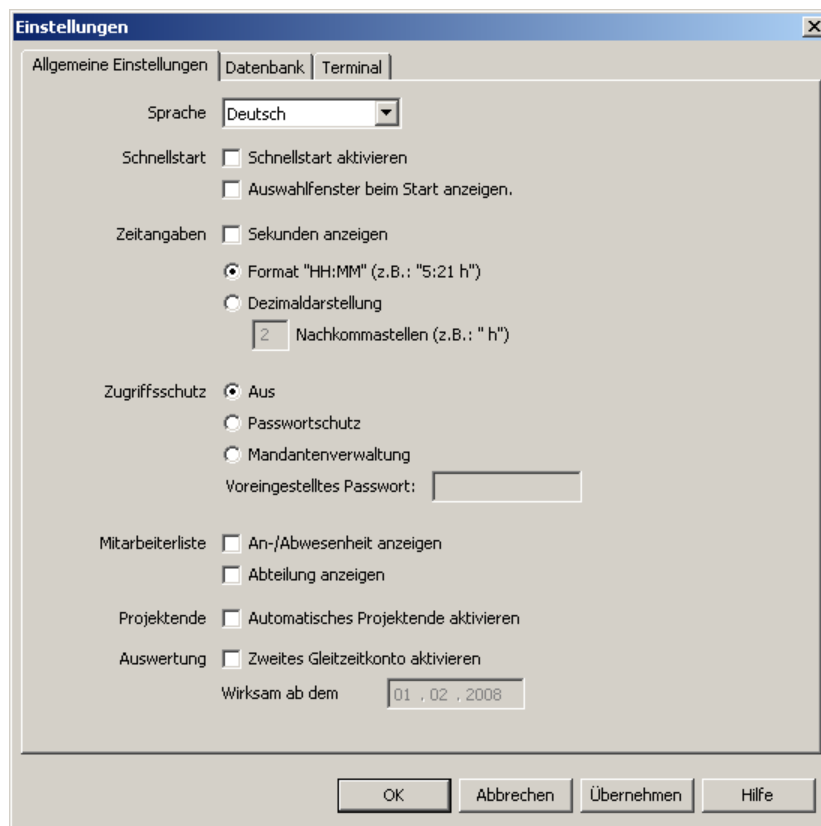 Einstellungen
Allgemeine Einstellungen Datenbank Terminal
Sprache Deutsch
Schnellstart Schnellstart aktivieren
Auswahlfenster beim Start anzeigen.
Zeitangaben Sekunden anzeigen
Format "HH:MM" (z.B.: "5:21 h")
Dezimaldarstellung
2 Nachkommastellen (z.B.: " h")
Zugriffsschutz Aus
Passwortschutz
Mandantenverwaltung
Voreingestelltes Passwort:
Mitarbeiterliste An-/Abwesenheit anzeigen
Abteilung anzeigen
Projektende Automatisches Projektende aktivieren
Auswertung Zweites Gleitzeitkonto aktivieren
Wirksam ab dem 01 . 02 . 2008
OK Abbrechen Übernehmen Hilfe